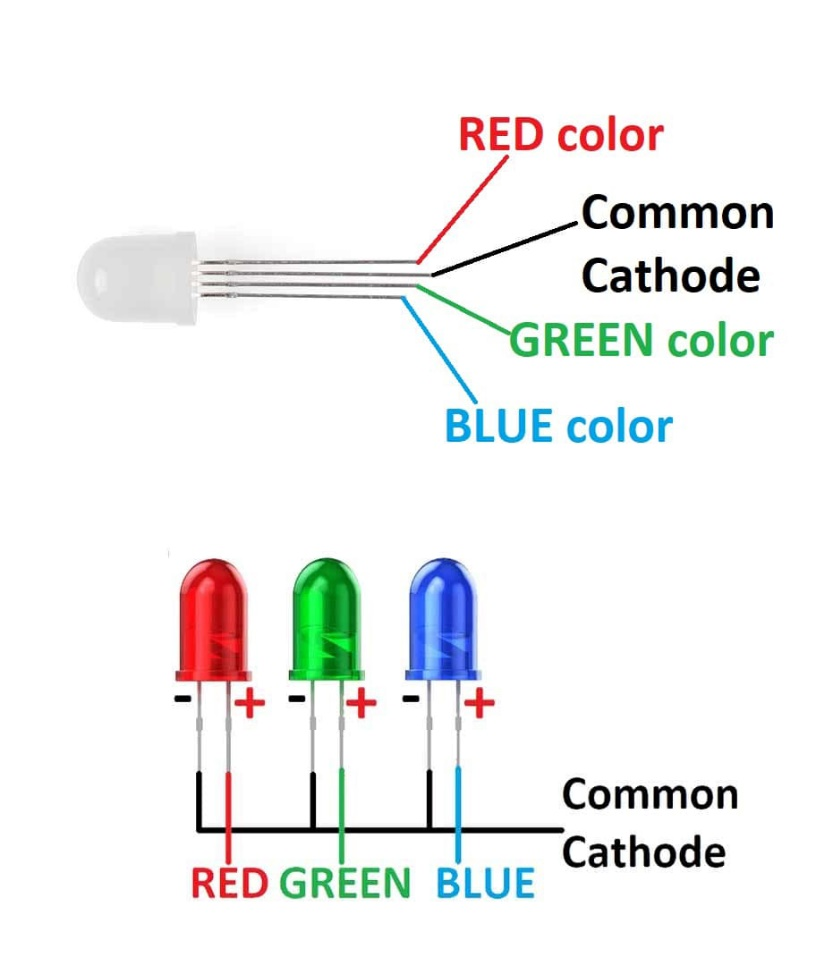 RED color
Common
Cathode
GREEN color
BLUE color
- + - + - +
Common
Cathode
RED GREEN BLUE